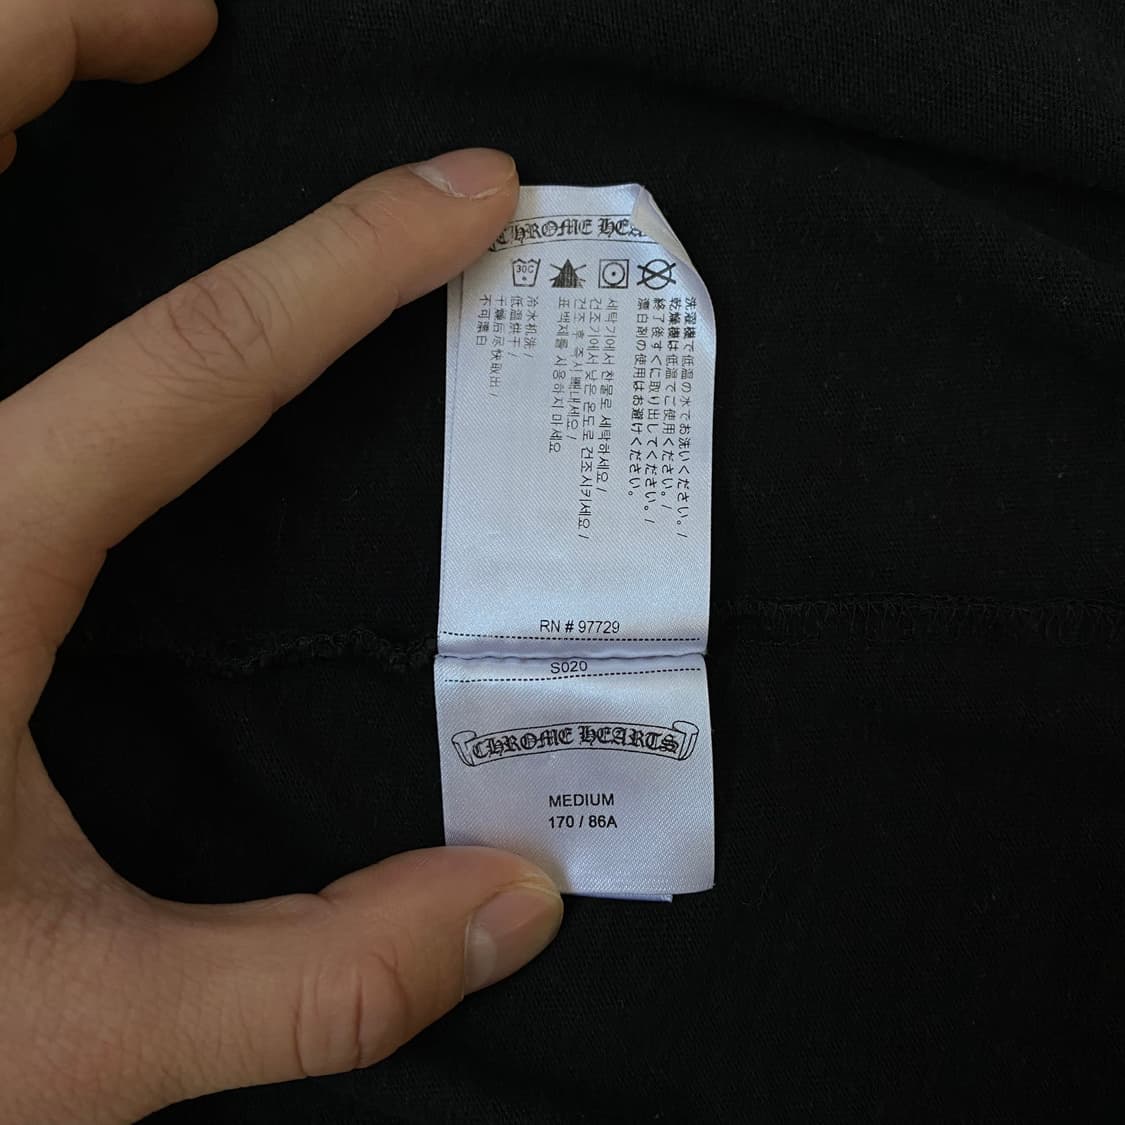 CHROME HEA
30C
洗濯機で低温の水でお洗いください。/
乾燥機は低温でご使用ください。/
終了後すぐに取り出してください。/
漂白剤の使用はお避けください。
세탁기에서 찬물로 세탁하세요 /
건조기에서 낮은 온도로 건조시키세요 /
건조 후 즉시 빼내세요 /
표백제를 사용하지 마세요
冷水机洗 /
低温烘干 /
干燥后尽快取出 /
不可漂白
RN # 97729
S020
CHROME HEARTS
MEDIUM
170 / 86A